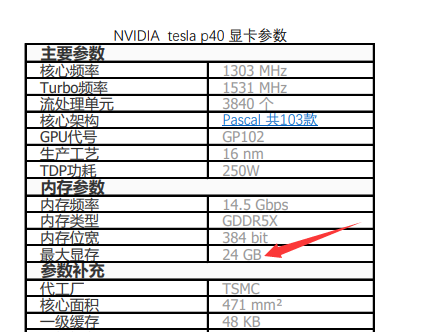 NVIDIA tesla p40 显卡参数
主要参数
核心频率 1303 MHz
Turbo频率 1531 MHz
流处理单元 3840 个
核心架构 Pascal 共103款
GPU代号 GP102
生产工艺 16 nm
TDP功耗 250W
内存参数
内存频率 14.5 Gbps
内存类型 GDDR5X
内存位宽 384 bit
最大显存 24 GB
参数补充
代工厂 TSMC
核心面积 471 mm²
一级缓存 48 KB